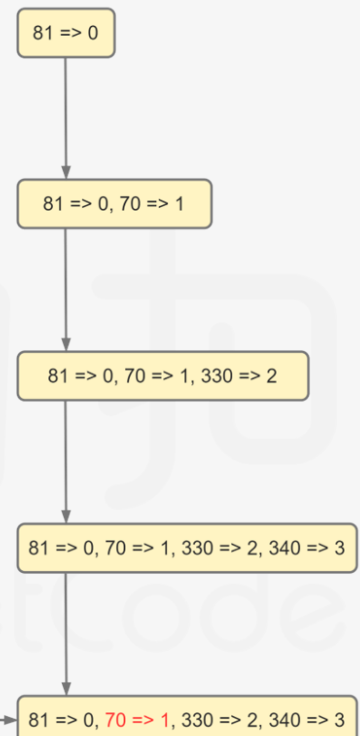 81 => 0
81 => 0, 70 => 1
81 => 0, 70 => 1, 330 => 2
81 => 0, 70 => 1, 330 => 2, 340 => 3
81 => 0, 70 => 1, 330 => 2, 340 => 3